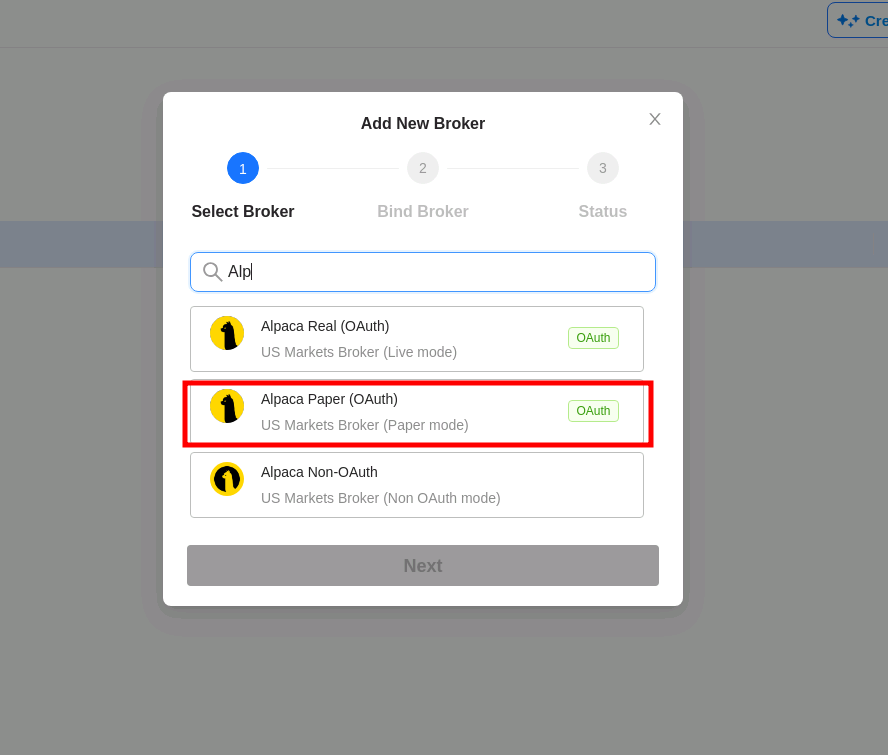 Cre
Add New Broker
1
2
3
Select Broker
Bind Broker
Status
Alp
Alpaca Real (OAuth)
US Markets Broker (Live mode)
OAuth
Alpaca Paper (OAuth)
US Markets Broker (Paper mode)
OAuth
Alpaca Non-OAuth
US Markets Broker (Non OAuth mode)
Next